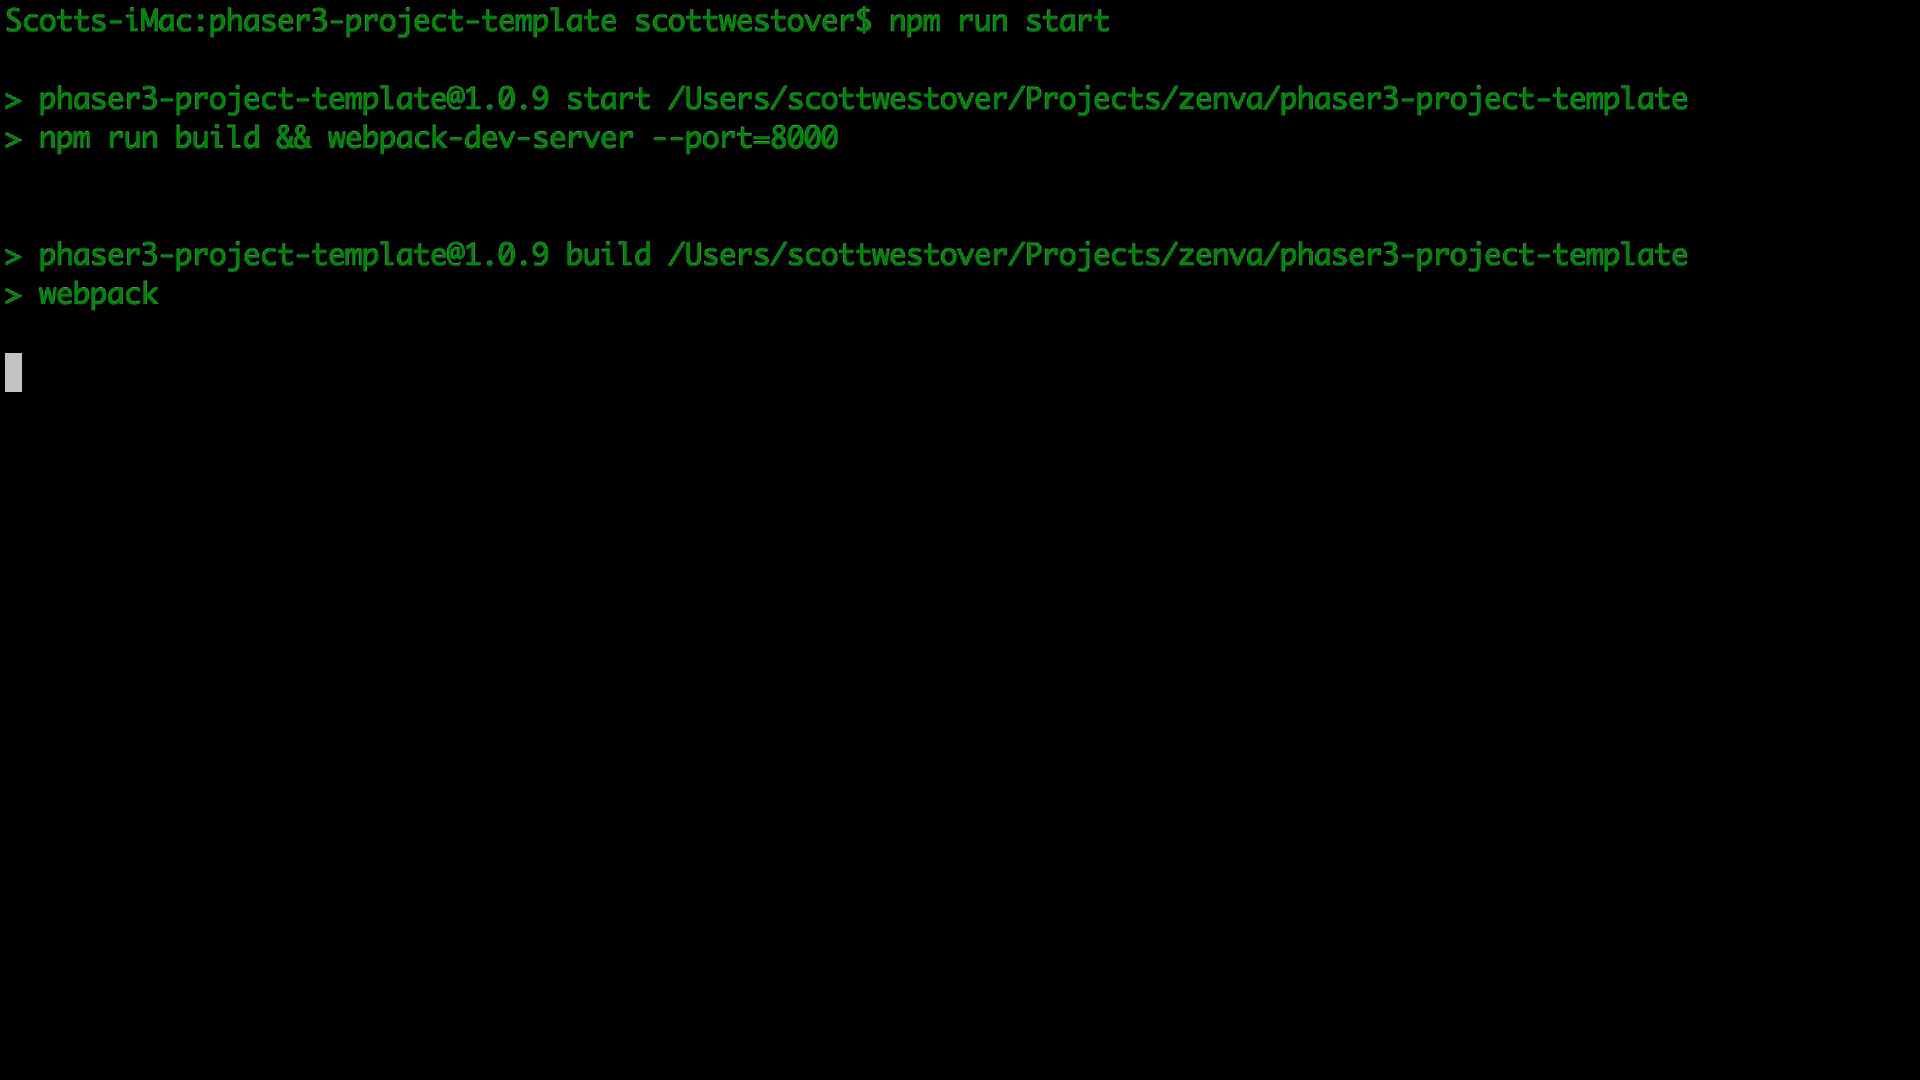 Scotts-iMac:phaser3-project-template scottwestover$ npm run start
> phaser3-project-template@1.0.9 start /Users/scottwestover/Projects/zenva/phaser3-project-template
> npm run build && webpack-dev-server --port=8000
> phaser3-project-template@1.0.9 build /Users/scottwestover/Projects/zenva/phaser3-project-template
> webpack